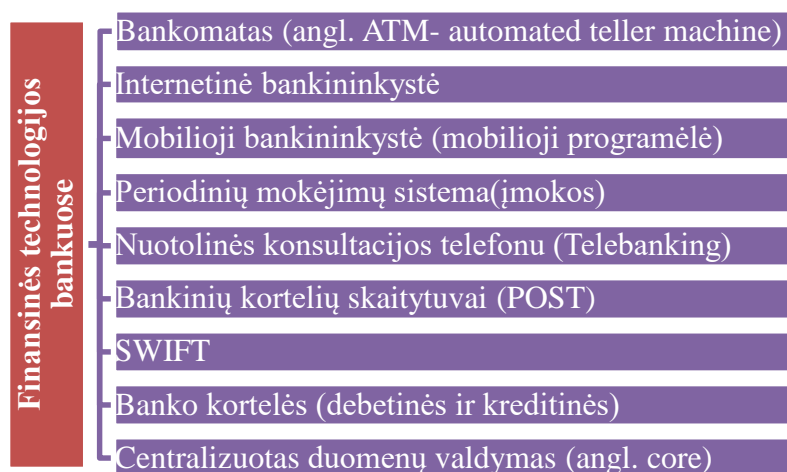 Finansinės technologijos
bankuose
Bankomatas (angl. ATM- automated teller machine)
Internetinė bankininkystė
Mobilioji bankininkystė (mobilioji programėlė)
Periodinių mokėjimų sistema(įmokos)
Nuotolinės konsultacijos telefonu (Telebanking)
Bankinių kortelių skaitytuvai (POST)
SWIFT
Banko kortelės (debetinės ir kreditinės)
Centralizuotas duomenų valdymas (angl. core)